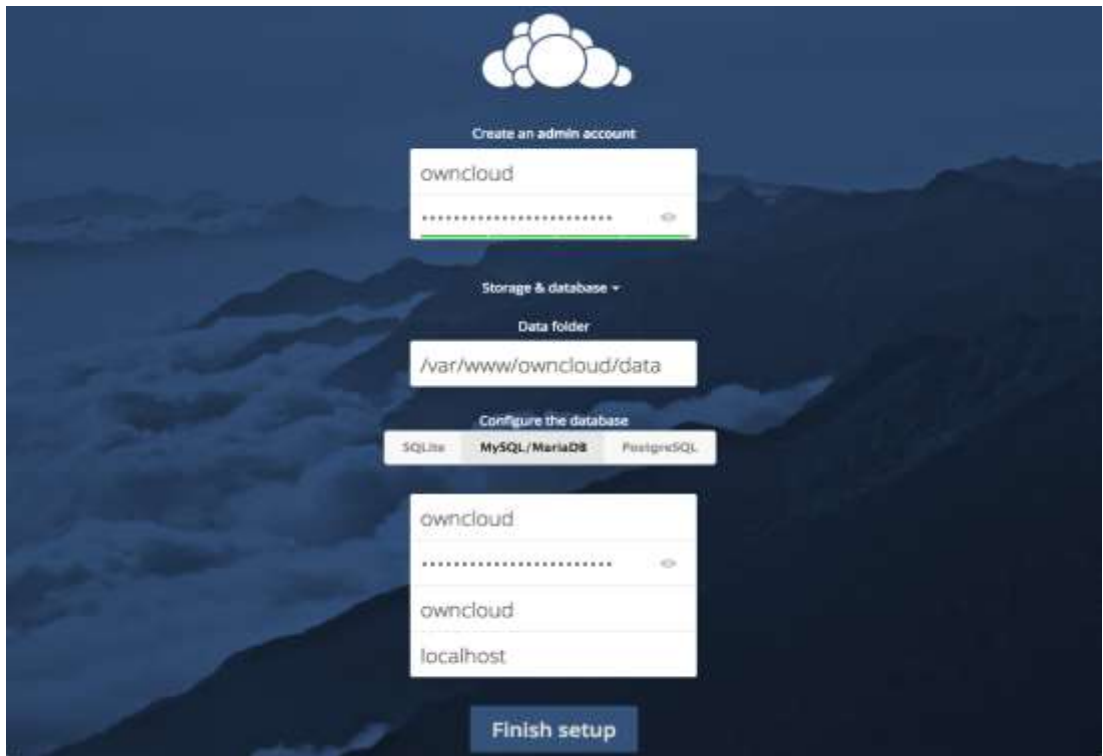 Create an admin account
owncloud
••••••••••••••••••••••••
Storage & database
Data folder
/var/www/owncloud/data
Configure the database
SQLite MySQL/MariaDB PostgreSQL
owncloud
••••••••••••••••••••••••
owncloud
localhost
Finish setup